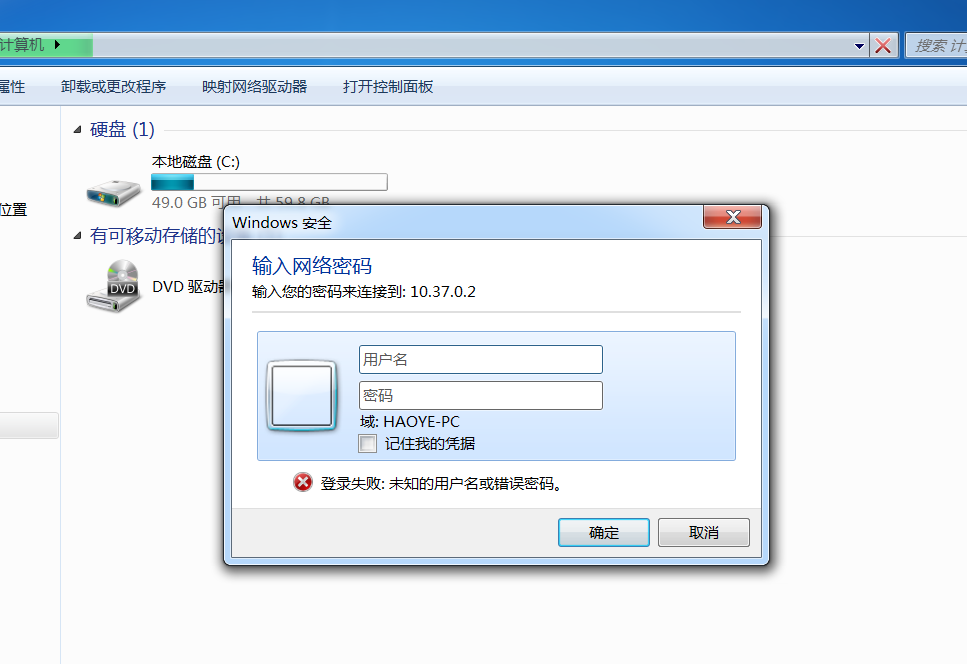 计算机
搜索 计
属性 卸载或更改程序 映射网络驱动器 打开控制面板
硬盘 (1)
本地磁盘 (C:)
49.0 GB 可用，共 59.8 GB
位置
有可移动存储的设
DVD
DVD 驱动器
Windows 安全
输入网络密码
输入您的密码来连接到: 10.37.0.2
用户名
密码
域: HAOYE-PC
记住我的凭据
登录失败: 未知的用户名或错误密码。
确定 取消